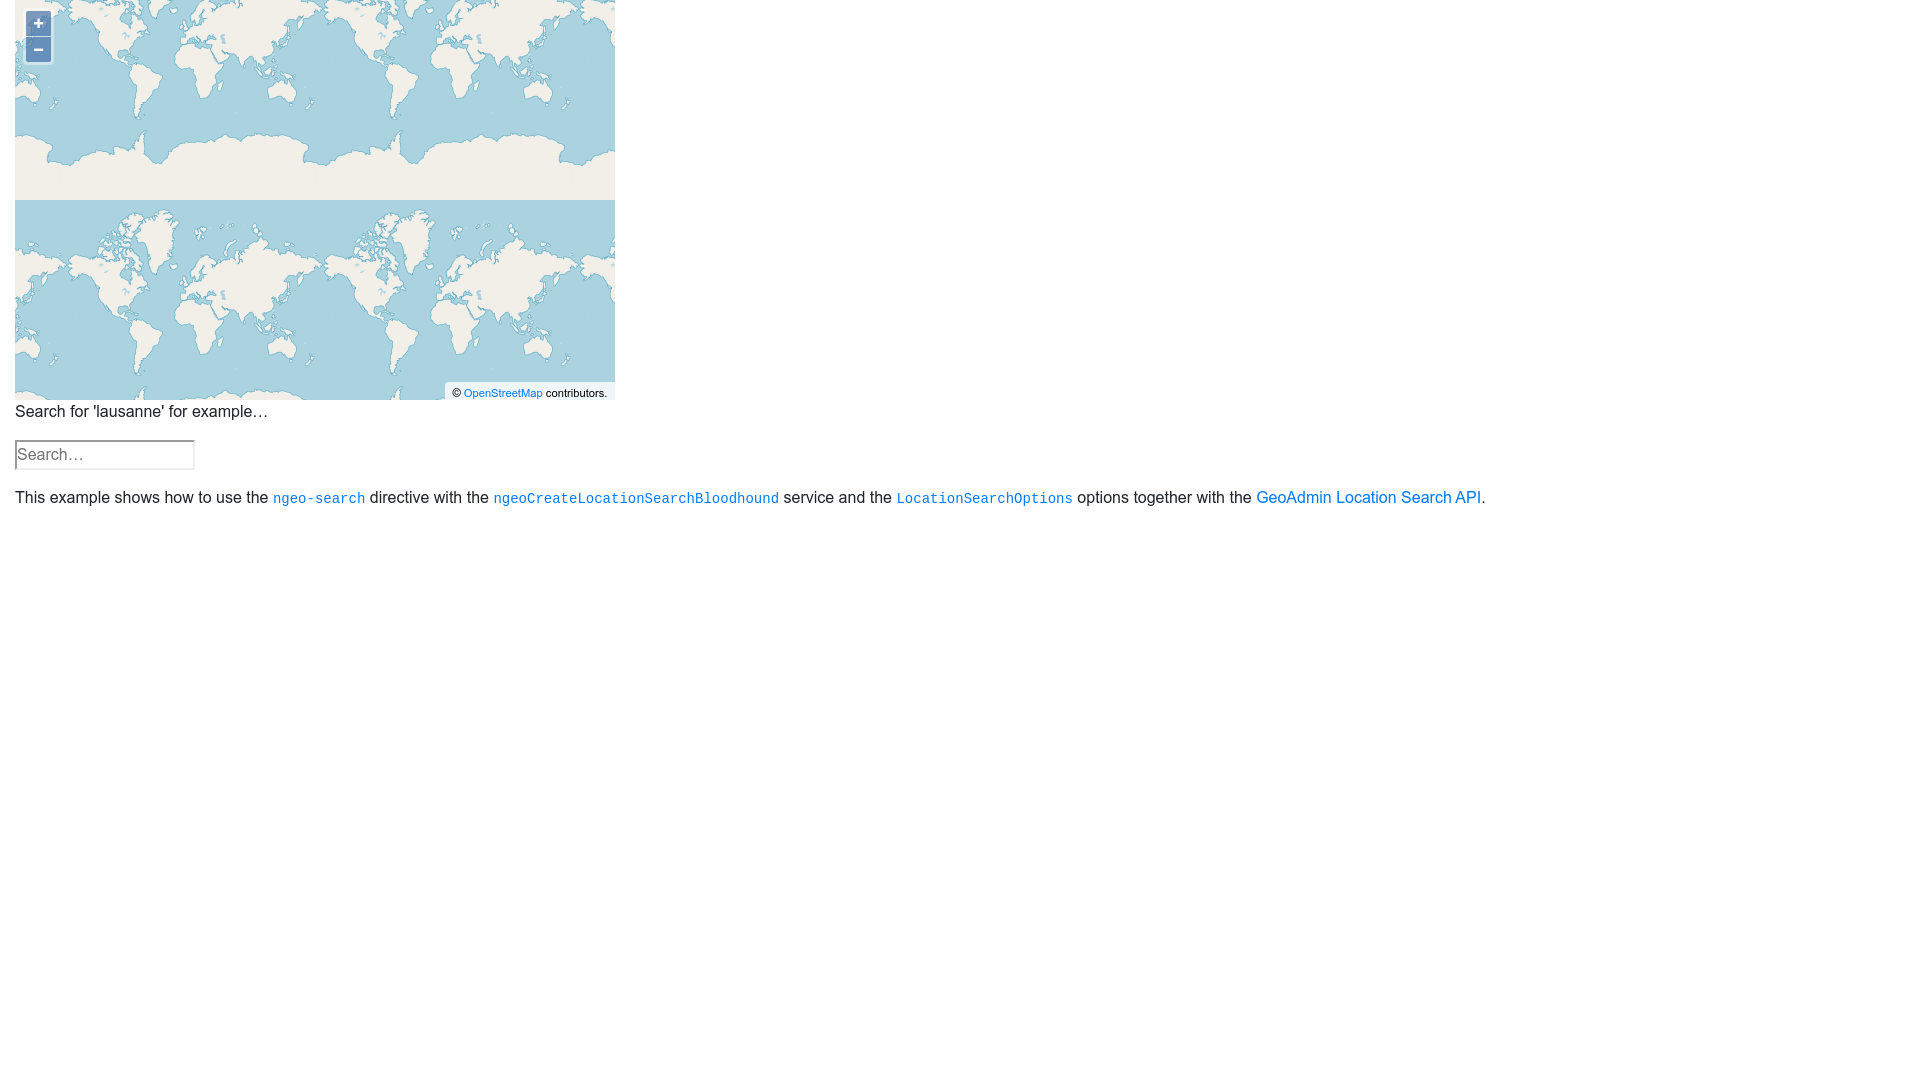 +
−
© OpenStreetMap contributors.
Search for 'lausanne' for example…
Search…
This example shows how to use the ngeo-search directive with the ngeoCreateLocationSearchBloodhound service and the LocationSearchOptions options together with the GeoAdmin Location Search API.